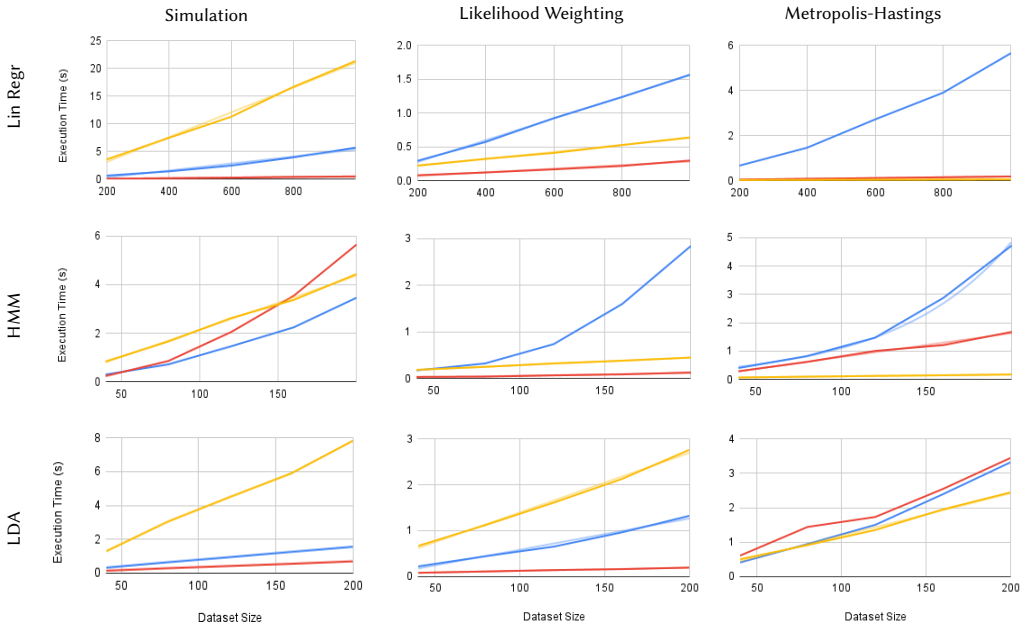 Simulation Likelihood Weighting Metropolis-Hastings
Lin Regr
Execution Time (s)
25
20
15
10
5
0
200 400 600 800
2.0
1.5
1.0
0.5
0.0
200 400 600 800
6
4
2
0
200 400 600 800
HMM
Execution Time (s)
6
4
2
0
50 100 150
3
2
1
0
50 100 150
5
4
3
2
1
0
50 100 150
LDA
Execution Time (s)
8
6
4
2
0
50 100 150 200
Dataset Size
3
2
1
0
50 100 150 200
Dataset Size
4
3
2
1
0
50 100 150 200
Dataset Size